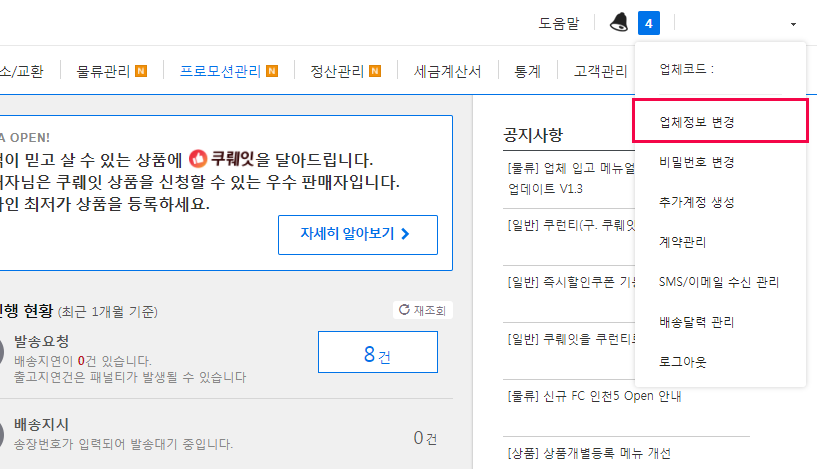 도움말 4
소/교환 물류관리 N 프로모션관리 N 정산관리 N 세금계산서 통계 고객관리
업체코드 :
업체정보 변경
비밀번호 변경
추가계정 생성
계약관리
SMS/이메일 수신 관리
배송달력 관리
로그아웃
A OPEN!
이 믿고 살 수 있는 상품에 쿠퀘잇을 달아드립니다.
자님은 쿠퀘잇 상품을 신청할 수 있는 우수 판매자입니다.
인 최저가 상품을 등록하세요.
자세히 알아보기
행 현황 (최근 1개월 기준) 재조회
발송요청
배송지연이 0건 있습니다.
출고지연건은 패널티가 발생될 수 있습니다
8 건
배송지시
송장번호가 입력되어 발송대기 중입니다.
0 건
공지사항
[물류] 업체 입고 메뉴얼
업데이트 V1.3
[일반] 쿠런티(구. 쿠퀘잇
[일반] 즉시할인쿠폰 기
[일반] 쿠퀘잇을 쿠런티
[물류] 신규 FC 인천5 Open 안내
[상품] 상품개별등록 메뉴 개선